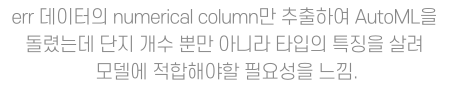 err 데이터의 numerical column만 추출하여 AutoML을
돌렸는데 단지 개수 뿐만 아니라 타입의 특징을 살려
모델에 적합해야할 필요성을 느낌.